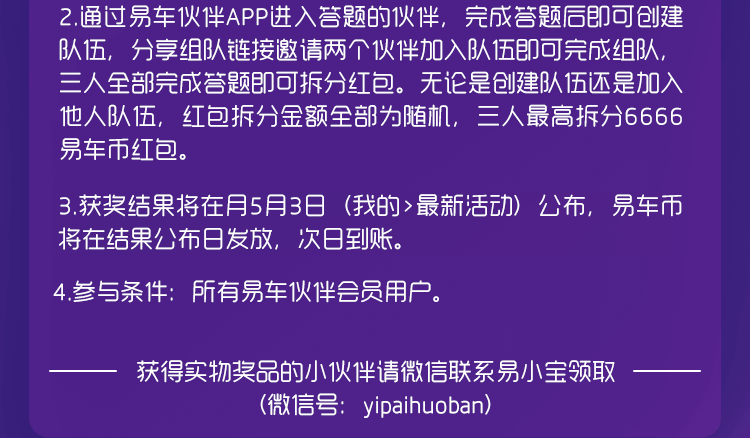 2.通过易车伙伴APP进入答题的伙伴，完成答题后即可创建
队伍，分享组队链接邀请两个伙伴加入队伍即可完成组队，
三人全部完成答题即可拆分红包。无论是创建队伍还是加入
他人队伍，红包拆分金额全部为随机，三人最高拆分6666
易车币红包。
3.获奖结果将在月5月3日（我的>最新活动）公布，易车币
将在结果公布日发放，次日到账。
4.参与条件：所有易车伙伴会员用户。
获得实物奖品的小伙伴请微信联系易小宝领取
(微信号：yipaihuoban)